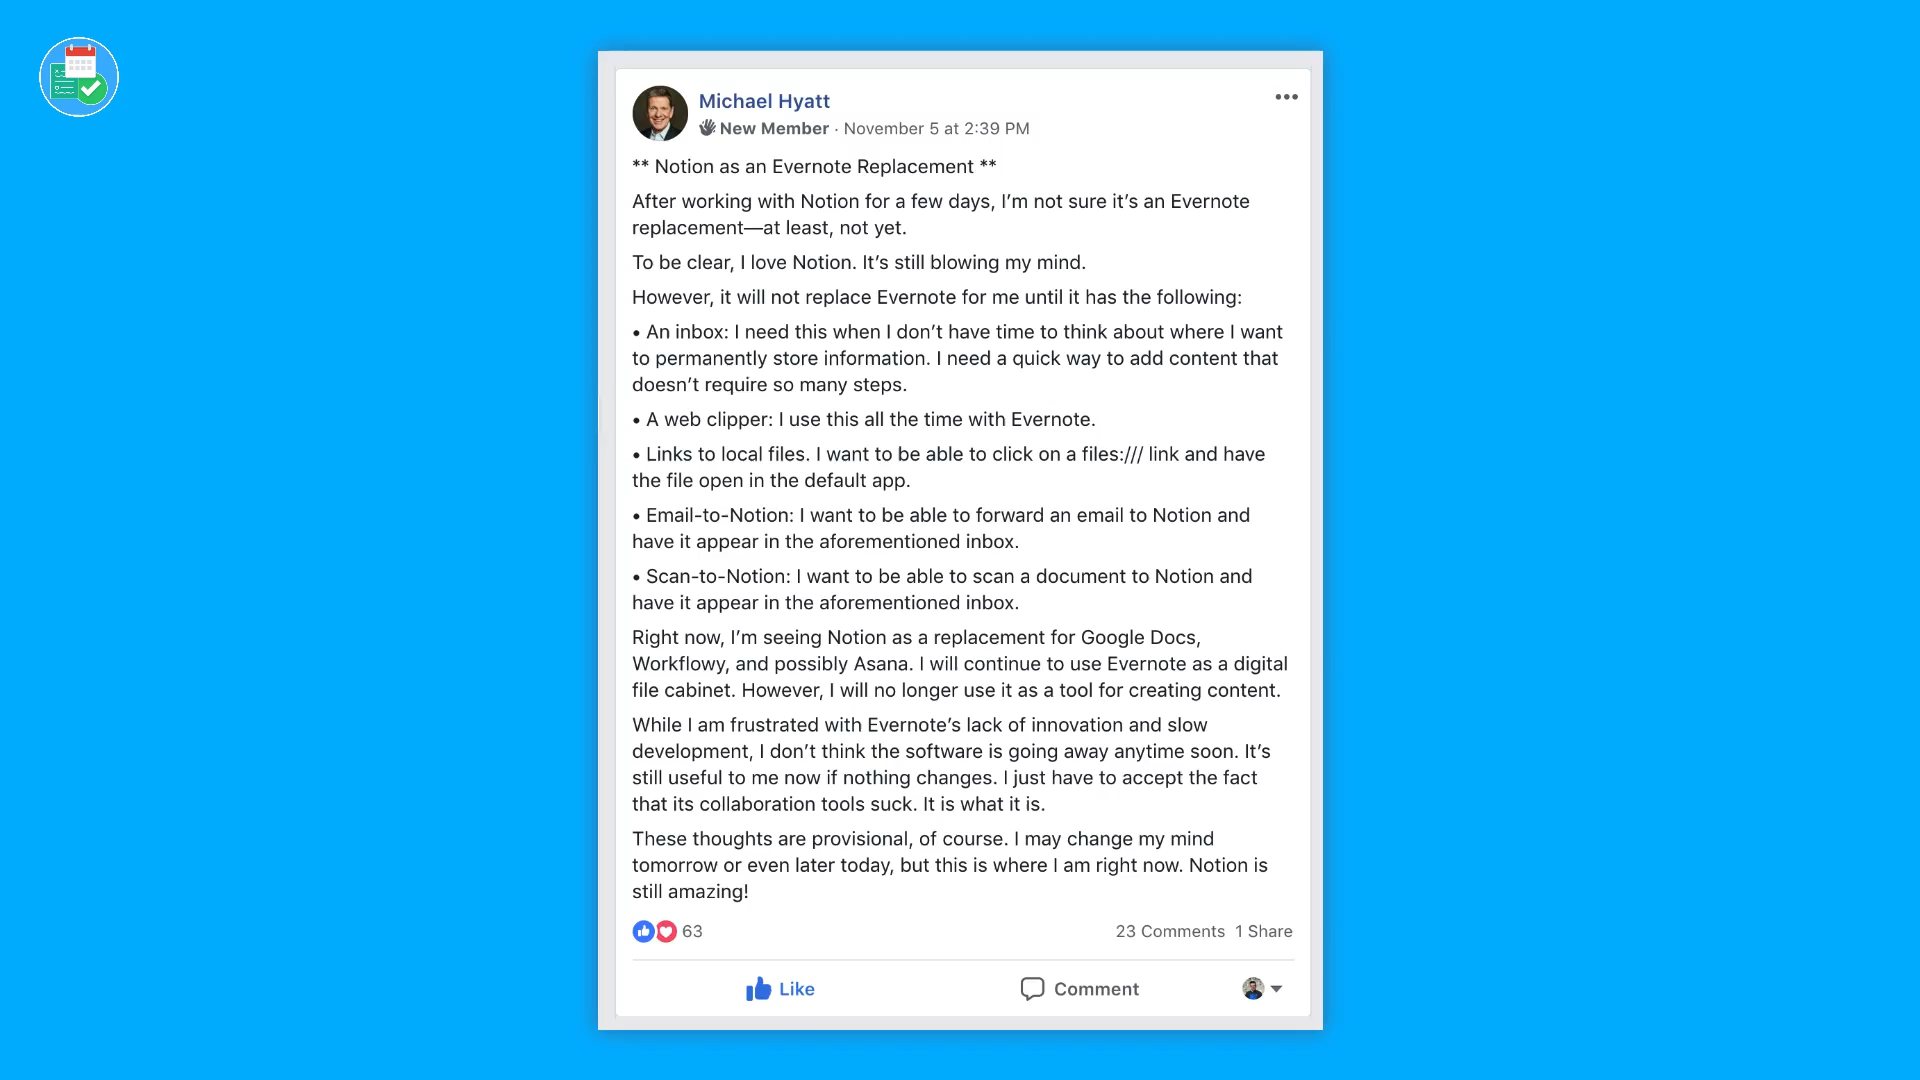 Michael Hyatt
New Member · November 5 at 2:39 PM
** Notion as an Evernote Replacement **
After working with Notion for a few days, I’m not sure it’s an Evernote
replacement—at least, not yet.
To be clear, I love Notion. It’s still blowing my mind.
However, it will not replace Evernote for me until it has the following:
• An inbox: I need this when I don’t have time to think about where I want
to permanently store information. I need a quick way to add content that
doesn’t require so many steps.
• A web clipper: I use this all the time with Evernote.
• Links to local files. I want to be able to click on a files:/// link and have
the file open in the default app.
• Email-to-Notion: I want to be able to forward an email to Notion and
have it appear in the aforementioned inbox.
• Scan-to-Notion: I want to be able to scan a document to Notion and
have it appear in the aforementioned inbox.
Right now, I’m seeing Notion as a replacement for Google Docs,
Workflowy, and possibly Asana. I will continue to use Evernote as a digital
file cabinet. However, I will no longer use it as a tool for creating content.
While I am frustrated with Evernote’s lack of innovation and slow
development, I don’t think the software is going away anytime soon. It’s
still useful to me now if nothing changes. I just have to accept the fact
that its collaboration tools suck. It is what it is.
These thoughts are provisional, of course. I may change my mind
tomorrow or even later today, but this is where I am right now. Notion is
still amazing!
63
23 Comments 1 Share
Like
Comment